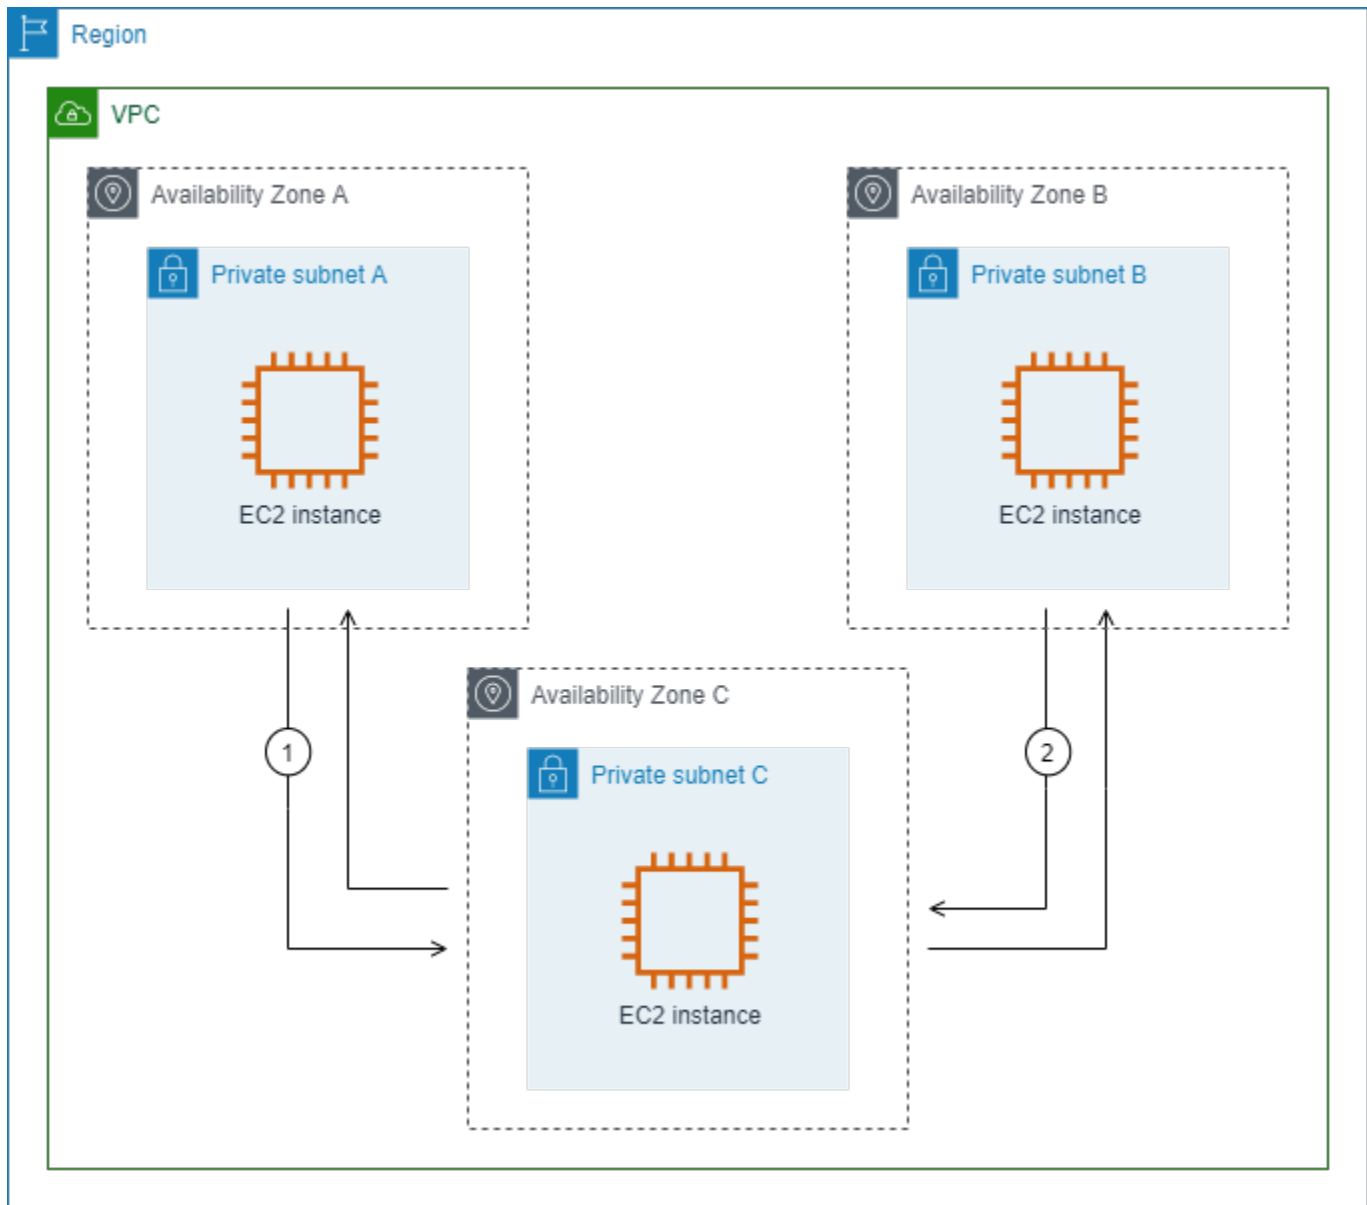 Region
VPC
Availability Zone A
Availability Zone B
Private subnet A
Private subnet B
EC2 instance
EC2 instance
Availability Zone C
1
2
Private subnet C
EC2 instance